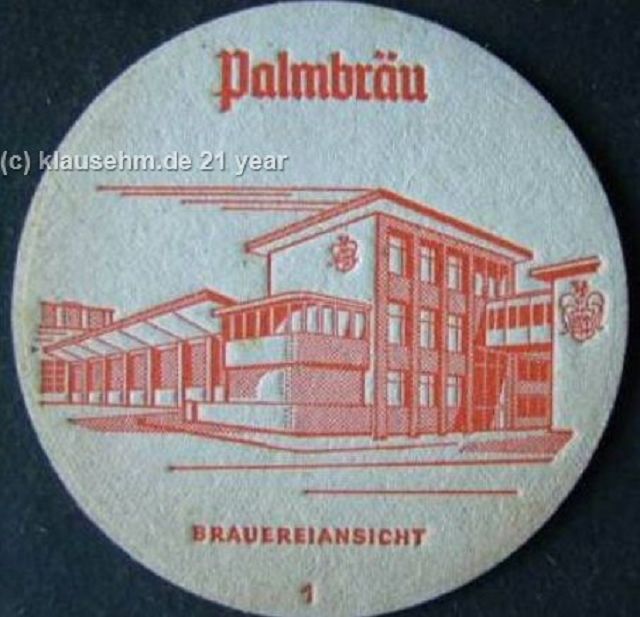 Palmbräu
(c) klausehm.de 21 year
BRAUEREIANSICHT
1